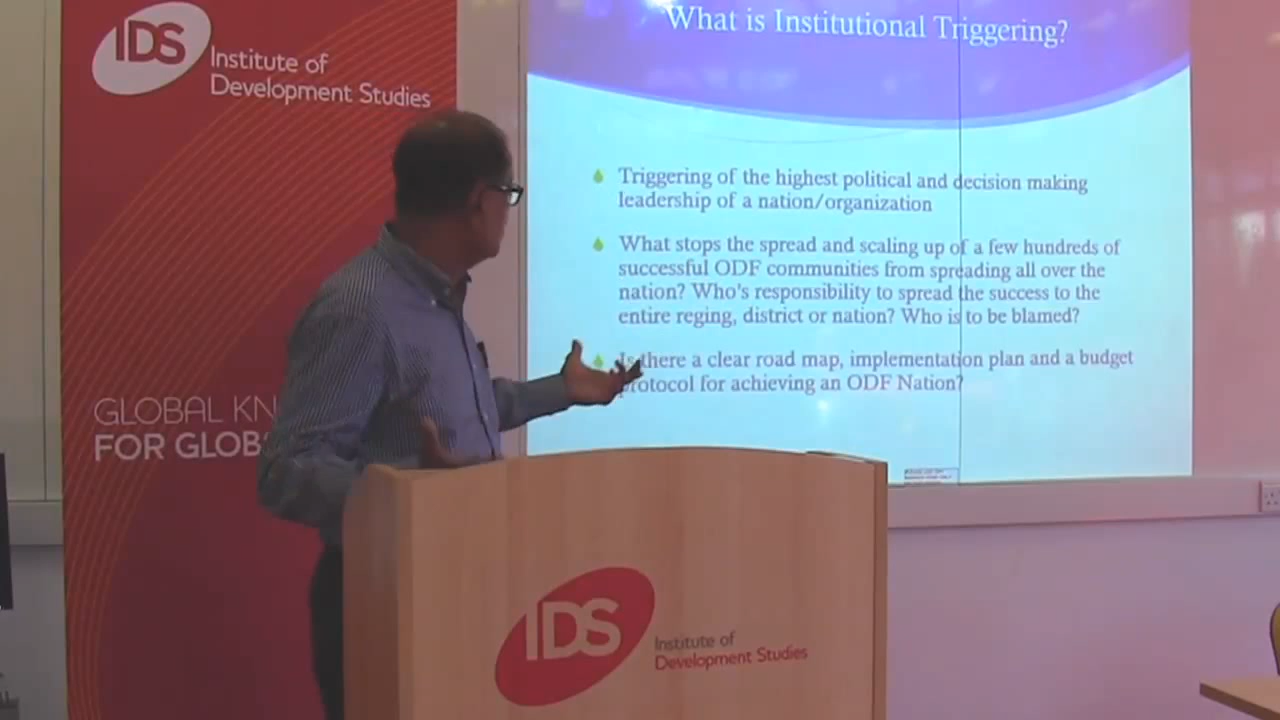 IDS
Institute of
Development Studies
GLOBAL KN
FOR GLOB
What is Institutional Triggering?
Triggering of the highest political and decision making
leadership of a nation/organization
What stops the spread and scaling up of a few hundreds of
successful ODF communities from spreading all over the
nation? Who's responsibility to spread the success to the
entire reging, district or nation? Who is to be blamed?
Is there a clear road map, implementation plan and a budget
protocol for achieving an ODF Nation?
IDS
Institute of
Development Studies